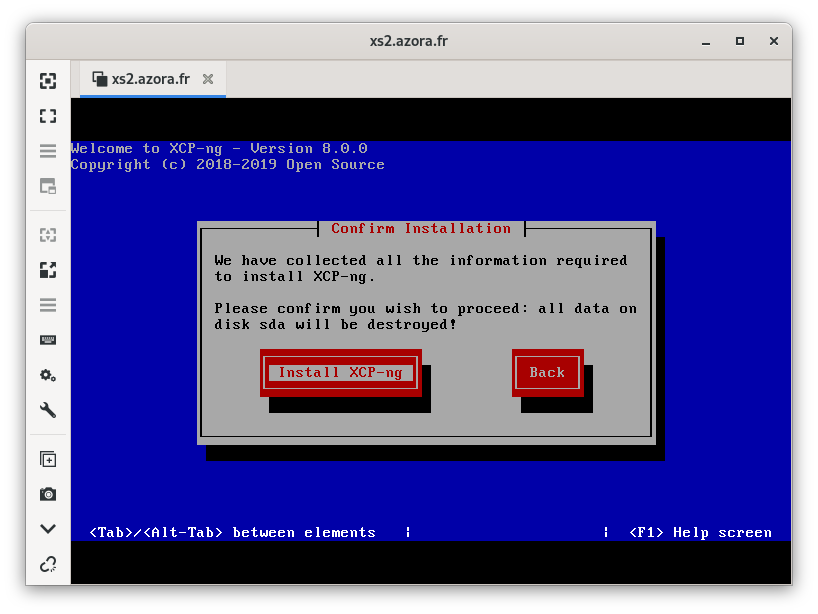 xs2.azora.fr
xs2.azora.fr
Welcome to XCP-ng - Version 8.0.0
Copyright (c) 2018-2019 Open Source
Confirm Installation
We have collected all the information required
to install XCP-ng.
Please confirm you wish to proceed: all data on
disk sda will be destroyed!
Install XCP-ng Back
<Tab>/<Alt-Tab> between elements | | <F1> Help screen